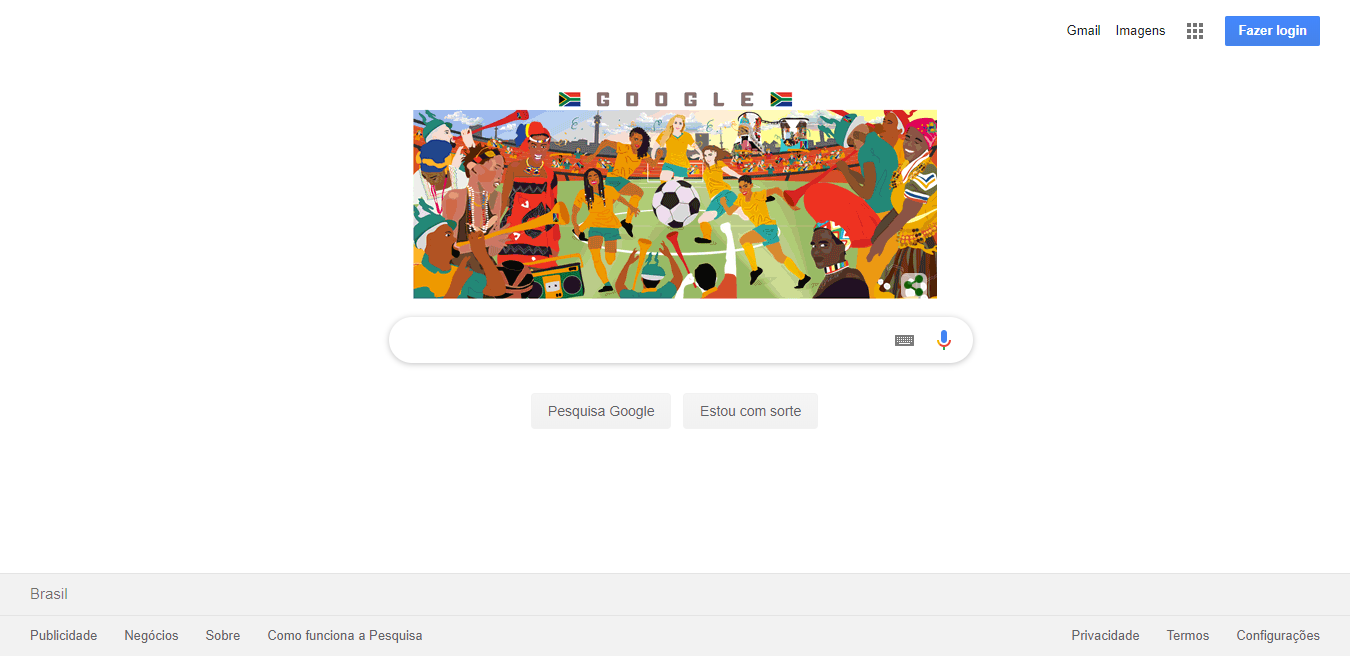 Gmail Imagens Fazer login
GOOGLE
Pesquisa Google Estou com sorte
Brasil
Publicidade Negócios Sobre Como funciona a Pesquisa Privacidade Termos Configurações